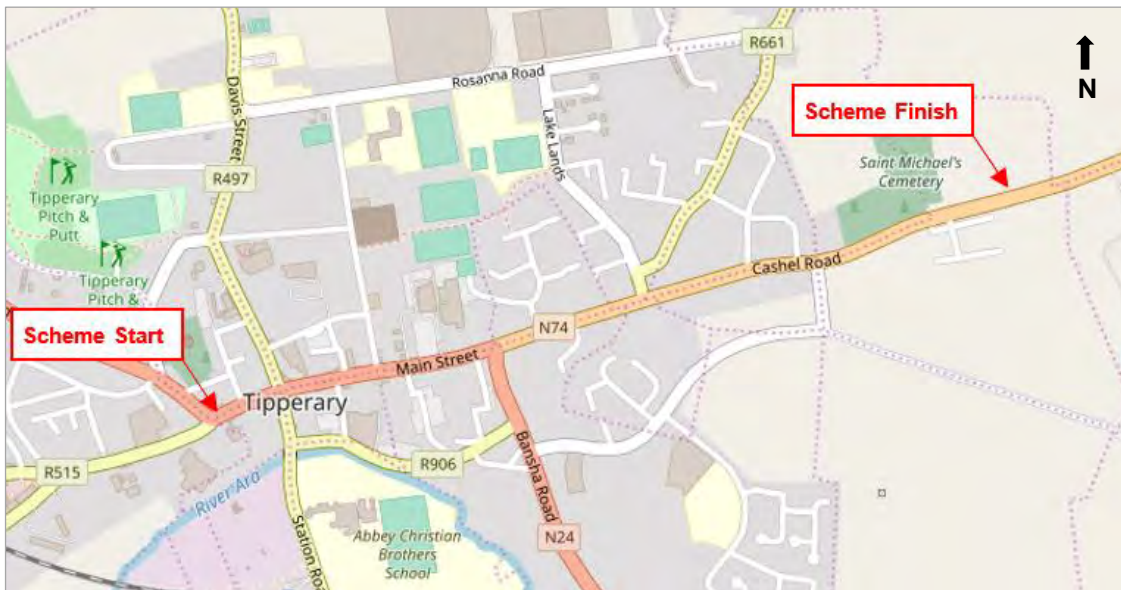 R661
N
Rosanna Road
Davis Street
Lake Lands
Scheme Finish
Saint Michael's
Cemetery
R497
Tipperary
Pitch &
Putt
Tipperary
Pitch &
Cashel Road
Scheme Start
N74
Main Street
Tipperary
Bansha Road
R515
R906
River Ara
Station Roa
Abbey Christian
Brothers
School
N24